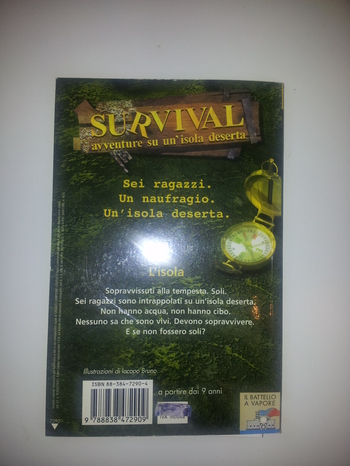 SURVIVAL
avventure su un'isola deserta
Sei ragazzi.
Un naufragio.
Un'isola deserta.
L'isola
Sopravvissuti alla tempesta. Soli.
Sei ragazzi sono intrappolati su un'isola deserta.
Non hanno acqua, non hanno cibo.
Nessuno sa che sono vivi. Devono sopravvivere.
E se non fossero soli?
Illustrazioni di Iacopo Bruno
ISBN 88-384-7290-4
9 788838 472909
a partire dai 9 anni
IL BATTELLO
A VAPORE